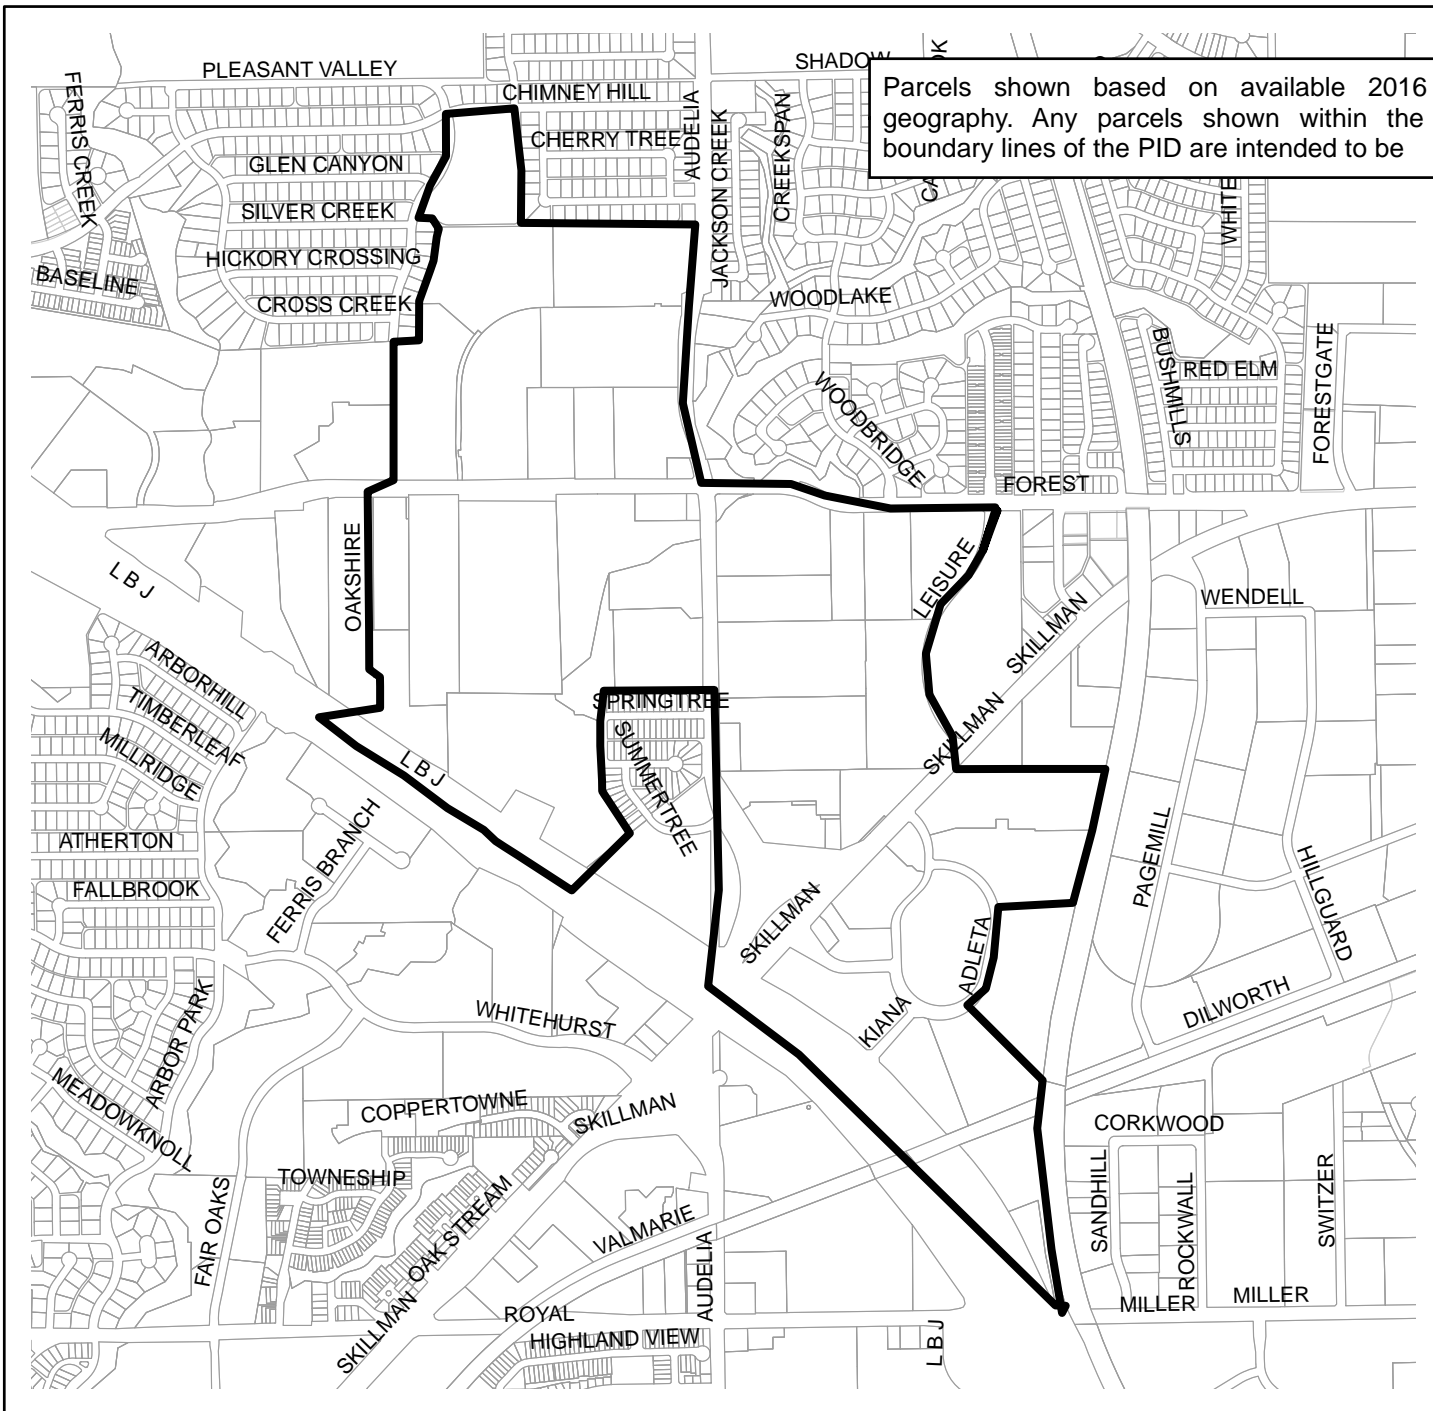 PLEASANT VALLEY
SHADOW
Parcels shown based on available 2016
geography. Any parcels shown within the
boundary lines of the PID are intended to be
FERRIS CREEK
CHIMNEY HILL
CHERRY TREE
AUDELIA
JACKSON CREEK
CREEKSPAN
WHITE
GLEN CANYON
SILVER CREEK
HICKORY CROSSING
BASELINE
CROSS CREEK
WOODLAKE
BUSHMILLS
RED ELM
FORESTGATE
WOODBRIDGE
FOREST
OAKSHIRE
LEISURE
LBJ
WENDELL
SKILLMAN
ARBORHILL
TIMBERLEAF
MILLRIDGE
SPRINGTREE
SUMMERTREE
SKILLMAN
LBJ
ATHERTON
FALLBROOK
FERRIS BRANCH
PAGEMILL
HILLGUARD
SKILLMAN
ADLETA
KIANA
DILWORTH
ARBOR PARK
WHITEHURST
MEADOWKNOLL
COPPERTOWNE
SKILLMAN
CORKWOOD
TOWNESHIP
OAK STREAM
FAIR OAKS
VALMARIE
AUDELIA
SANDHILL
ROCKWALL
SWITZER
SKILLMAN
ROYAL
HIGHLAND VIEW
LBJ
MILLER
MILLER